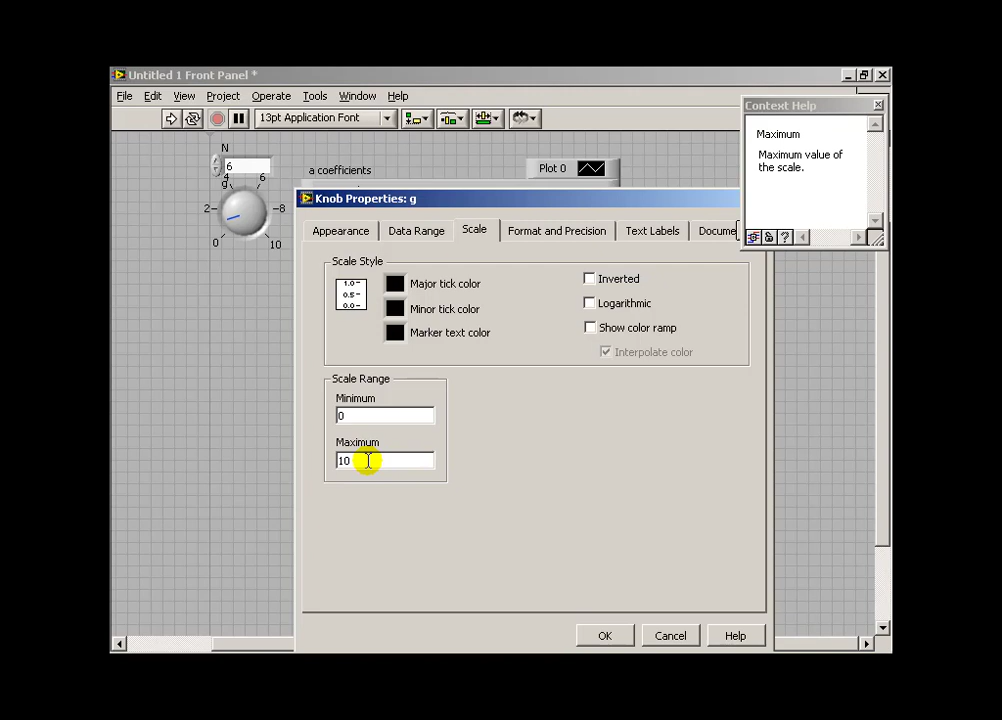 Untitled 1 Front Panel *
File Edit View Project Operate Tools Window Help
13pt Application Font
Context Help
Maximum
Maximum value of
the scale.
N
6
a coefficients
Plot 0
g
0
2
4
6
8
10
Knob Properties: g
Appearance Data Range Scale Format and Precision Text Labels Docume
Scale Style
1.0
0.5
0.0
Major tick color
Minor tick color
Marker text color
Inverted
Logarithmic
Show color ramp
Interpolate color
Scale Range
Minimum
0
Maximum
10
OK Cancel Help